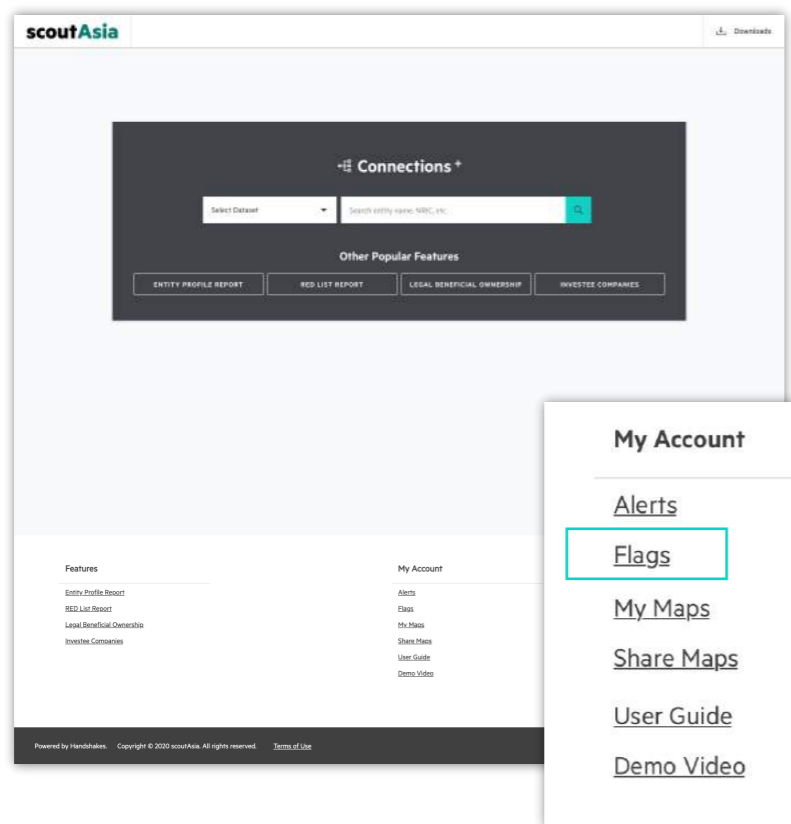 scoutAsia
Downloads
Connections +
Select Dataset
Search entity name, NRIC, etc
Other Popular Features
ENTITY PROFILE REPORT
RED LIST REPORT
LEGAL BENEFICIAL OWNERSHIP
INVESTEE COMPANIES
Features
Entity Profile Report
RED List Report
Legal Beneficial Ownership
Investee Companies
My Account
Alerts
Flags
My Maps
Share Maps
User Guide
Demo Video
My Account
Alerts
Flags
My Maps
Share Maps
User Guide
Demo Video
Powered by Handshakes. Copyright © 2020 scoutAsia. All rights reserved. Terms of Use